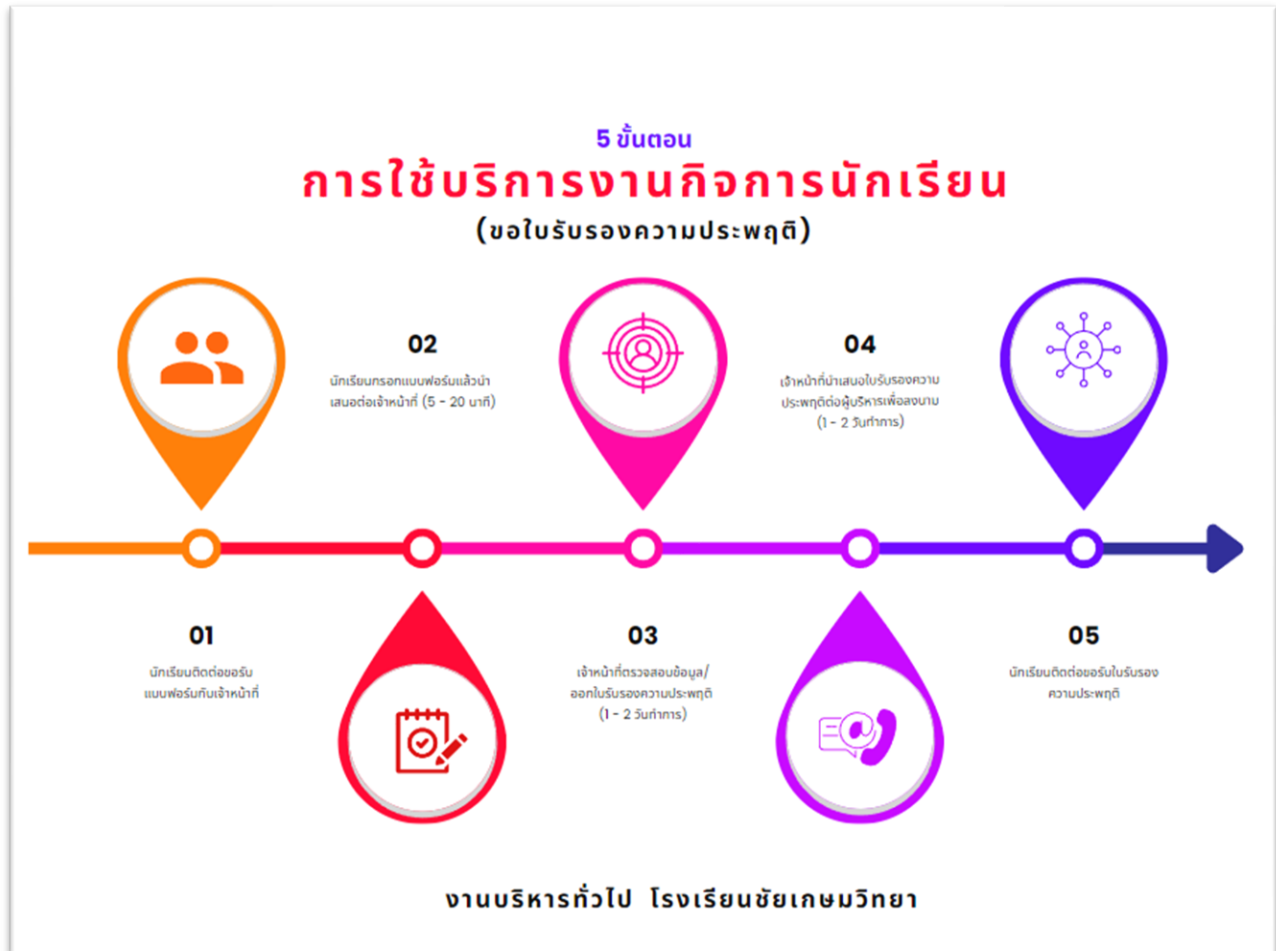 5 ขั้นตอน
การใช้บริการงานกิจการนักเรียน
(ขอใบรับรองความประพฤติ)
01
นักเรียนติดต่อขอรับ
แบบฟอร์มกับเจ้าหน้าที่
02
นักเรียนกรอกแบบฟอร์มแล้วนำ
เสนอต่อเจ้าหน้าที่ (5 - 20 นาที)
03
เจ้าหน้าที่ตรวจสอบข้อมูล/
ออกใบรับรองความประพฤติ
(1 - 2 วันทำการ)
04
เจ้าหน้าที่นำเสนอใบรับรองความ
ประพฤติต่อผู้บริหารเพื่อลงนาม
(1 - 2 วันทำการ)
05
นักเรียนติดต่อขอรับใบรับรอง
ความประพฤติ
งานบริหารทั่วไป โรงเรียนชัยเกษมวิทยา